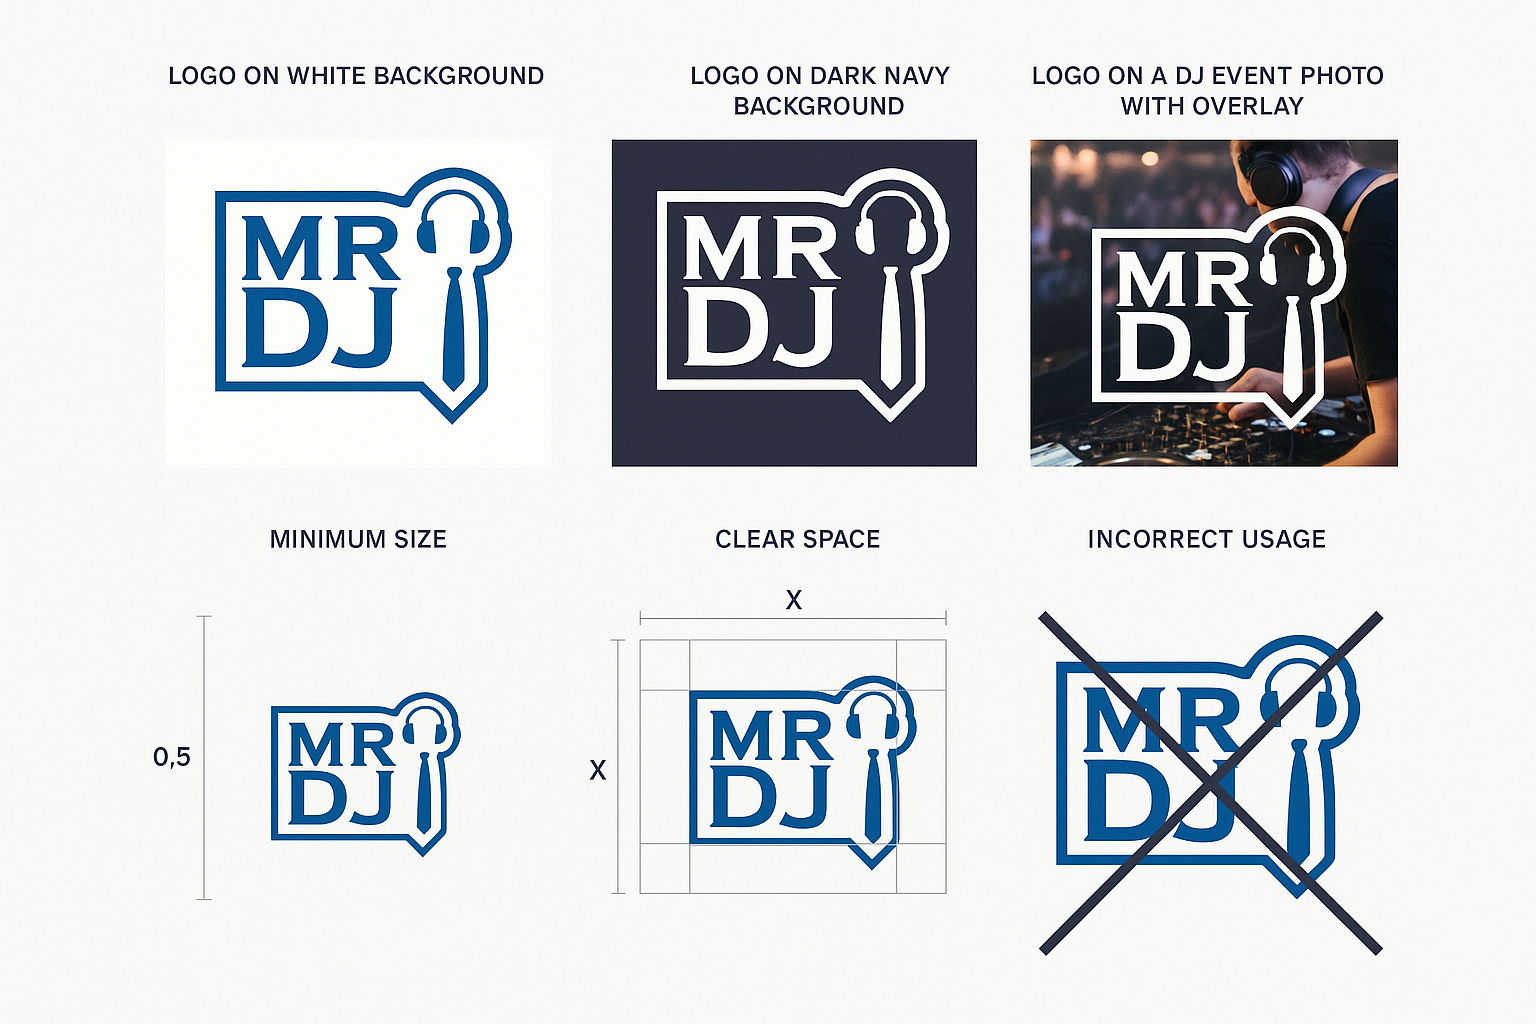 LOGO ON WHITE BACKGROUND
MR
DJ
LOGO ON DARK NAVY
BACKGROUND
MR
DJ
LOGO ON A DJ EVENT PHOTO
WITH OVERLAY
MR
DJ
MINIMUM SIZE
0,5
MR
DJ
CLEAR SPACE
X
X
MR
DJ
INCORRECT USAGE
MR
DJ